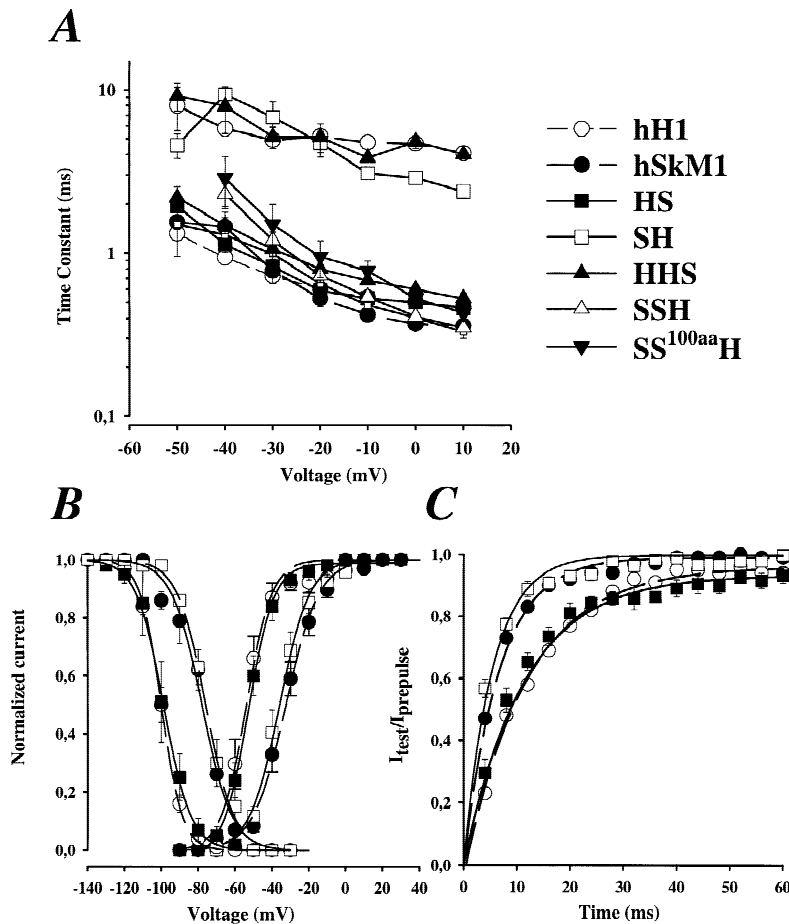 A
Time Constant (ms)
10
1
0,1
-60 -50 -40 -30 -20 -10 0 10 20
Voltage (mV)
hH1
hSkM1
HS
SH
HHS
SSH
SS100aaH
B
Normalized current
1,0
0,8
0,6
0,4
0,2
0,0
-140 -120 -100 -80 -60 -40 -20 0 20 40
Voltage (mV)
C
Itest/Iprepulse
1,0
0,8
0,6
0,4
0,2
0,0
0 10 20 30 40 50 60
Time (ms)